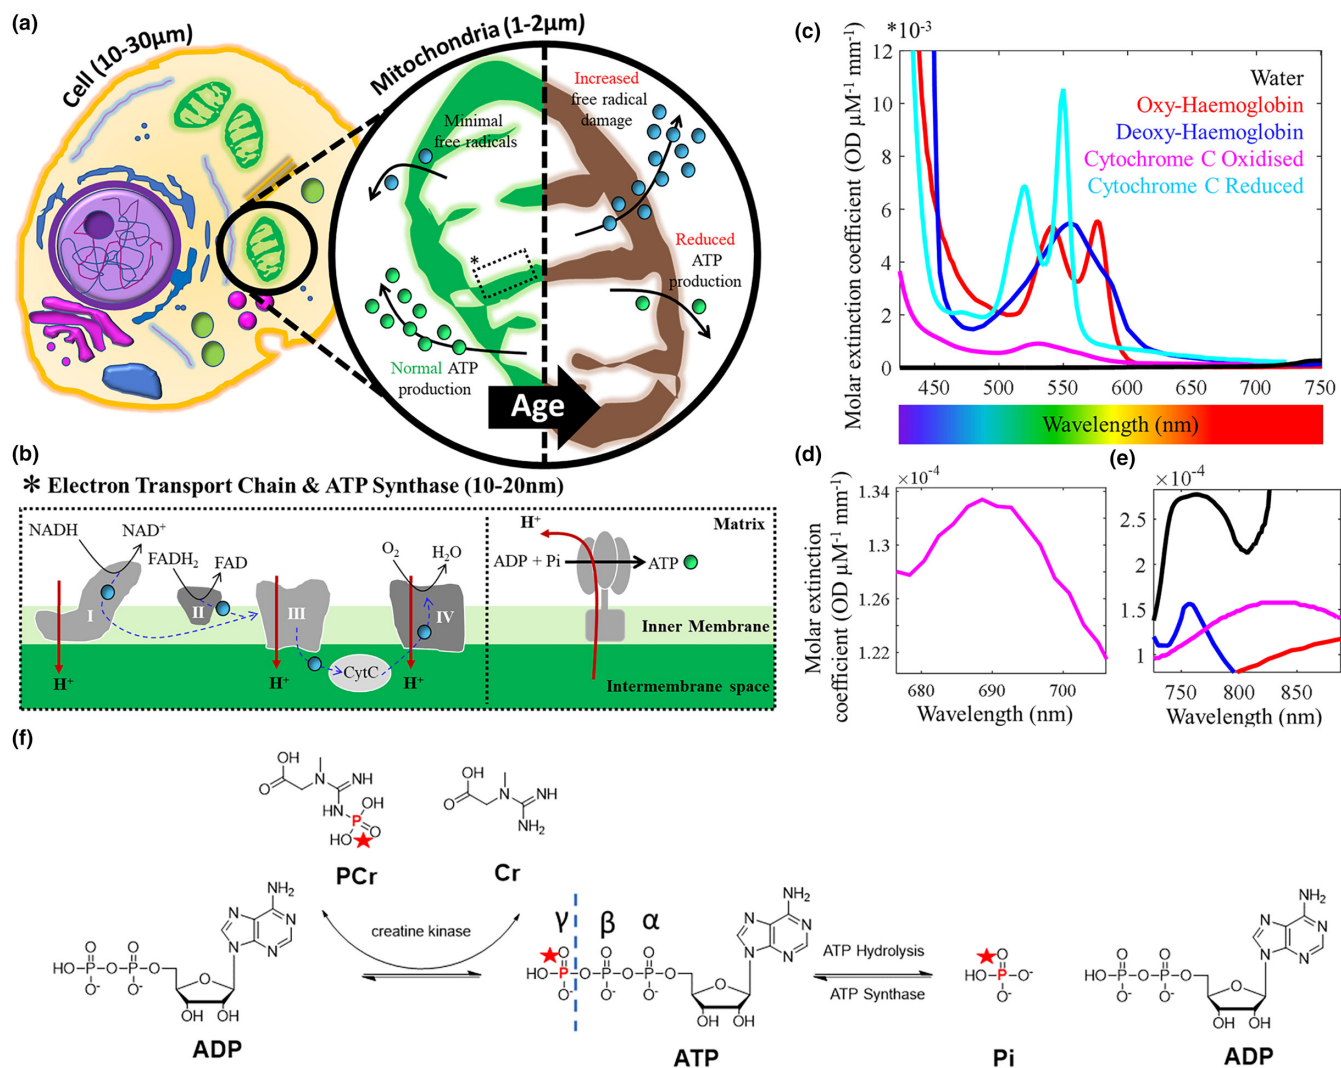 (a)
Cell (10-30μm)
Mitochondria (1-2μm)
Minimal
free radicals
Increased
free radical
damage
*
Reduced
ATP
production
Normal ATP
production
Age
(c)
*10⁻³
Molar extinction coefficient (OD μM⁻¹ mm⁻¹)
12
10
8
6
4
2
0
Water
Oxy-Haemoglobin
Deoxy-Haemoglobin
Cytochrome C Oxidised
Cytochrome C Reduced
450 500 550 600 650 700 750
Wavelength (nm)
(b)
* Electron Transport Chain & ATP Synthase (10-20nm)
NADH
NAD⁺
FADH₂
FAD
O₂
H₂O
I
II
III
IV
CytC
H⁺
H⁺
H⁺
H⁺
Matrix
ADP + Pi
ATP
Inner Membrane
Intermembrane space
(d)
×10⁻⁴
Molar extinction
coefficient (OD μM⁻¹ mm⁻¹)
1.34
1.3
1.26
1.22
680 690 700
Wavelength (nm)
(e)
×10⁻⁴
2.5
2
1.5
1
750 800 850
Wavelength (nm)
(f)
OH
O
N
NH
HN
OH
P
O
HO
PCr
OH
O
N
NH
NH₂
Cr
creatine kinase
NH₂
N
N
N
N
O
O
HO-P-O-P-O
O⁻
O⁻
O
OH OH
ADP
γ
β
α
NH₂
N
N
N
N
O
O
O
HO-P-O-P-O-P-O
O⁻
O⁻
O⁻
O
OH OH
ATP
ATP Hydrolysis
ATP Synthase
O
HO-P-O⁻
O⁻
Pi
NH₂
N
N
N
N
O
O
HO-P-O-P-O
O⁻
O⁻
O
OH OH
ADP